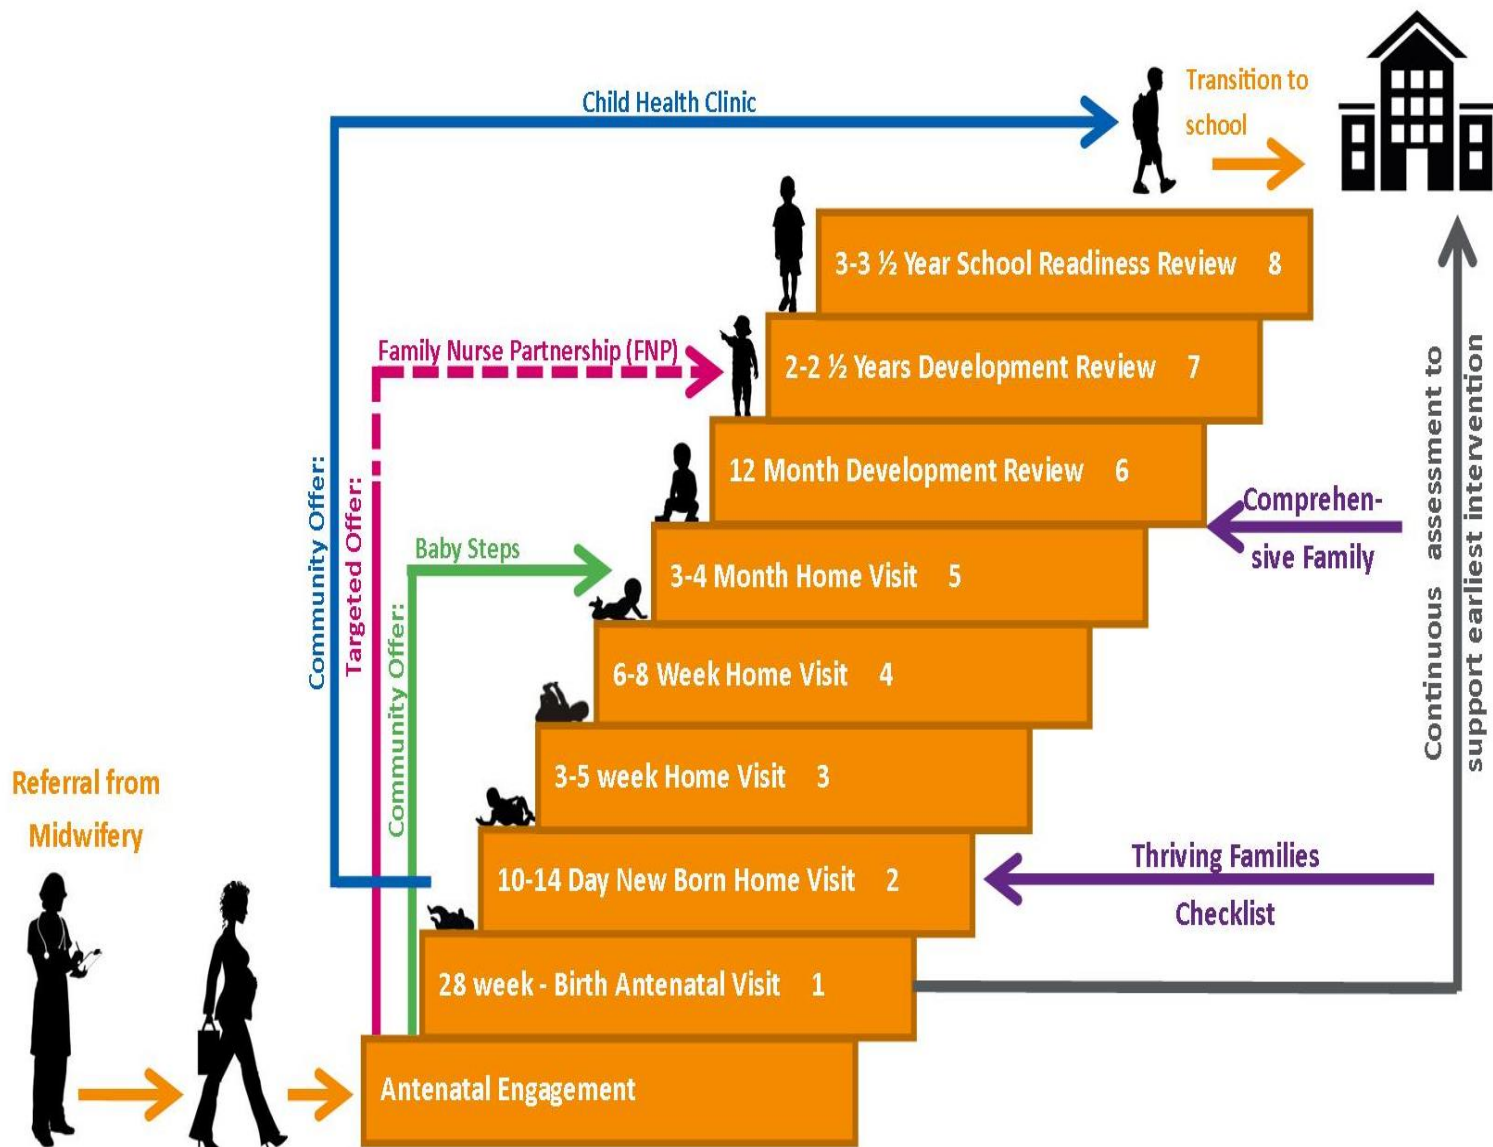 Child Health Clinic
Transition to
school
3-3 ½ Year School Readiness Review 8
Family Nurse Partnership (FNP)
2-2 ½ Years Development Review 7
12 Month Development Review 6
Comprehen-
sive Family
Baby Steps
3-4 Month Home Visit 5
Community Offer:
Targeted Offer:
Community Offer:
Continuous assessment to
support earliest intervention
6-8 Week Home Visit 4
Referral from
Midwifery
3-5 week Home Visit 3
Thriving Families
Checklist
10-14 Day New Born Home Visit 2
28 week - Birth Antenatal Visit 1
Antenatal Engagement